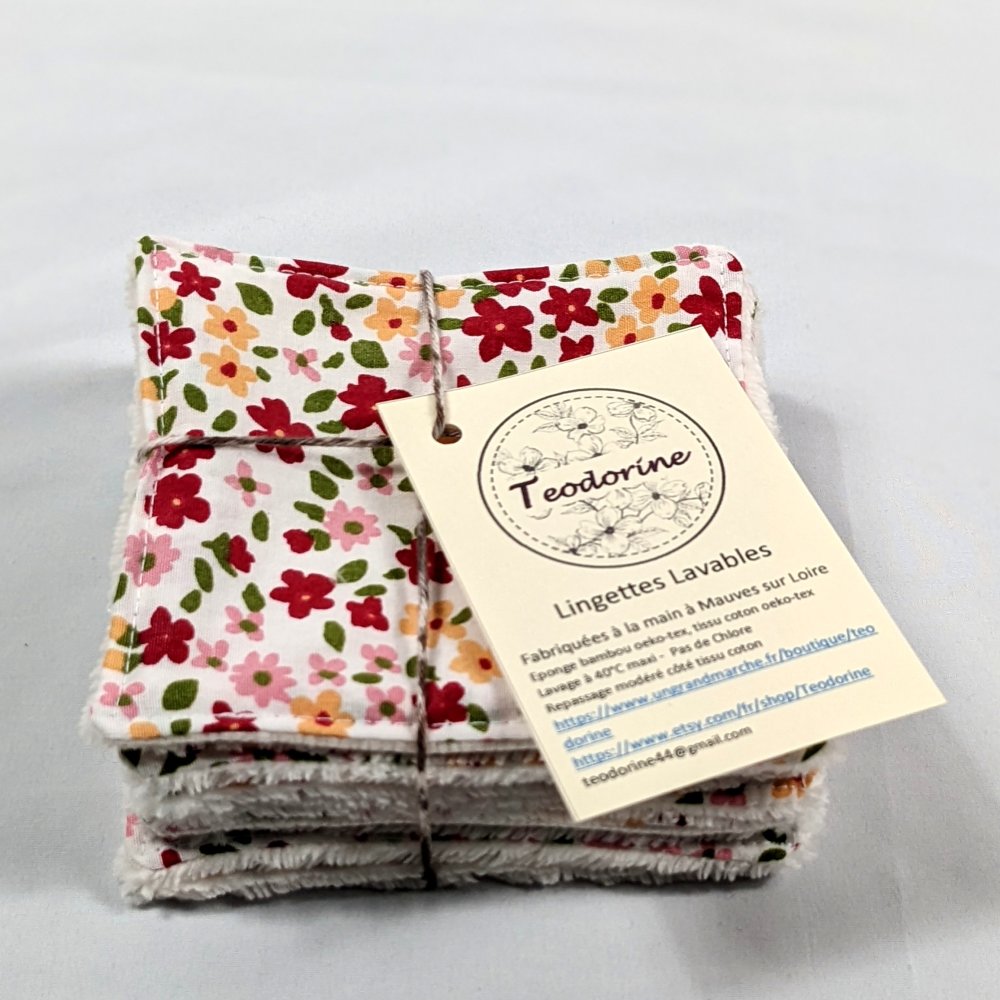 Teodorine
Lingettes Lavables
Fabriquées à la main à Mauves sur Loire
Eponge bambou oeko-tex, tissu coton oeko-tex
Lavage à 40°C maxi - Pas de Chlore
Repassage modéré côté tissu coton
https://www.ungrandmarche.fr/boutique/teo
dorine
https://www.etsy.com/fr/shop/Teodorine
teodorine44@gmail.com